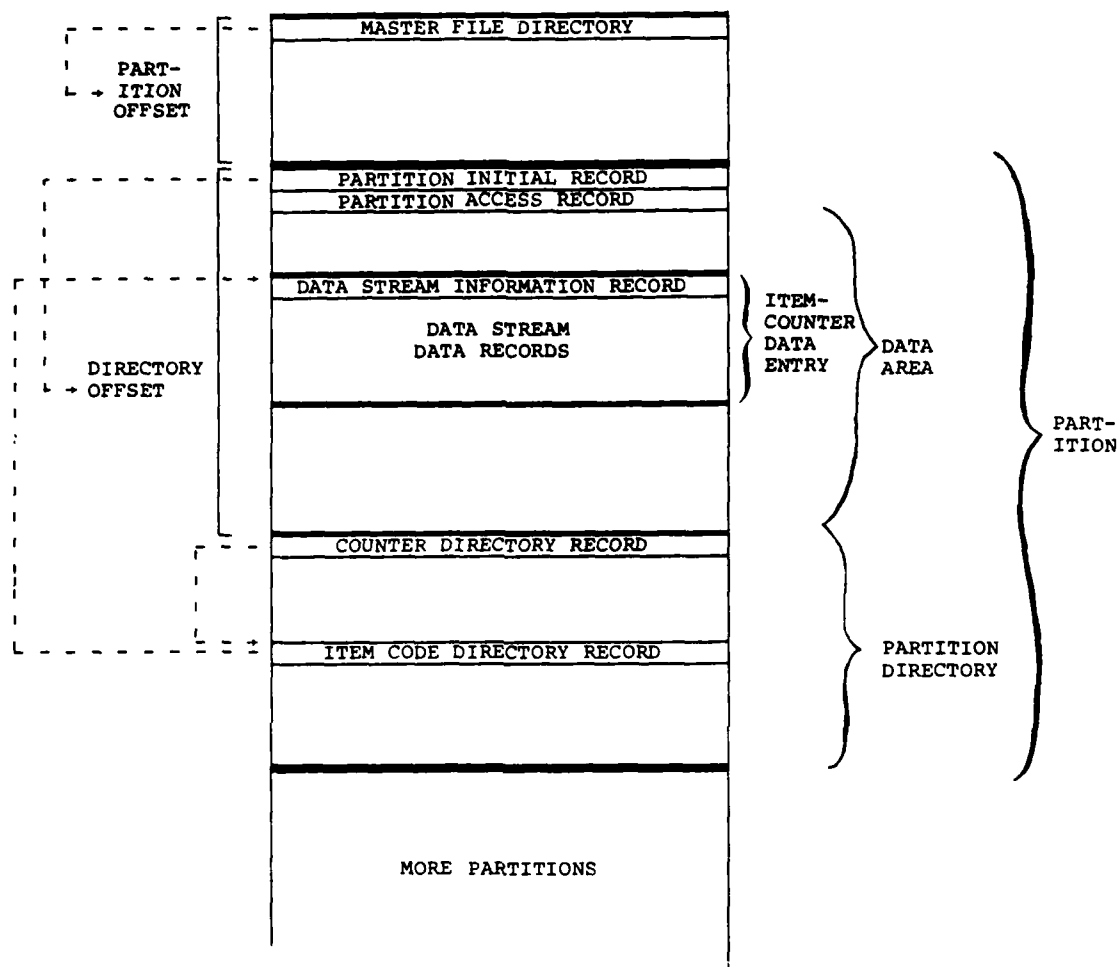 MASTER FILE DIRECTORY
PART-
ITION
OFFSET
PARTITION INITIAL RECORD
PARTITION ACCESS RECORD
DATA STREAM INFORMATION RECORD
DATA STREAM
DATA RECORDS
ITEM-
COUNTER
DATA
ENTRY
DATA
AREA
DIRECTORY
OFFSET
PART-
ITION
COUNTER DIRECTORY RECORD
ITEM CODE DIRECTORY RECORD
PARTITION
DIRECTORY
MORE PARTITIONS